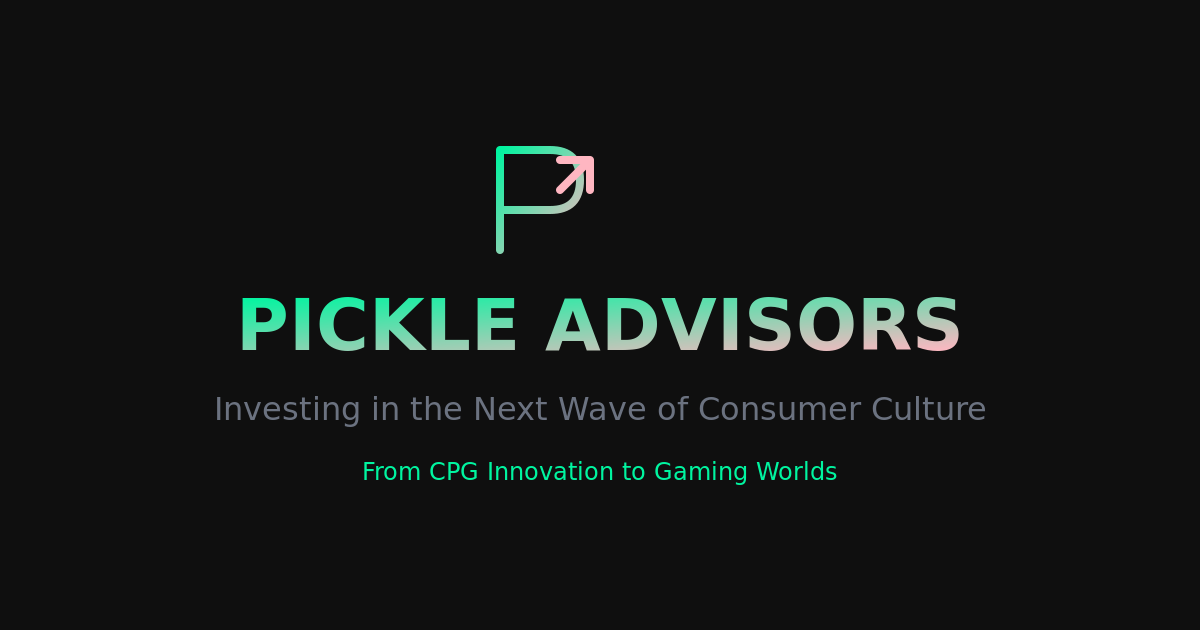 P
PICKLE ADVISORS
Investing in the Next Wave of Consumer Culture
From CPG Innovation to Gaming Worlds